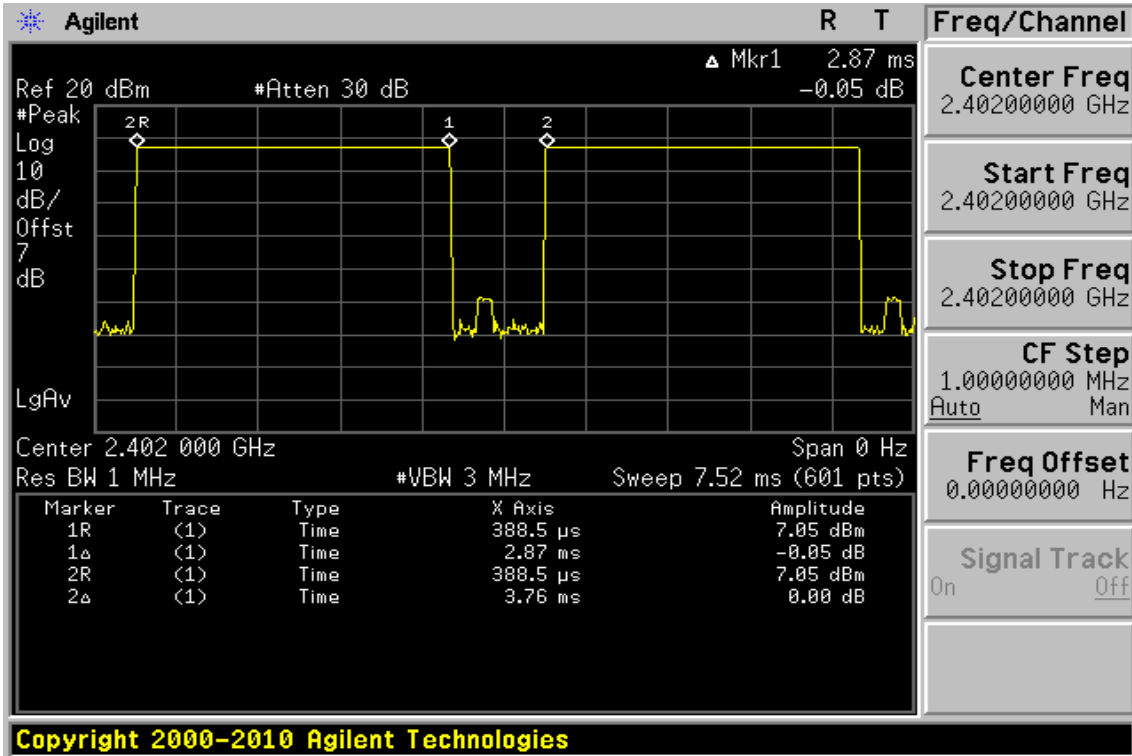 Agilent R T
Δ Mkr1 2.87 ms
Ref 20 dBm #Atten 30 dB -0.05 dB
#Peak
Log
10
dB/
Offst
7
dB
LgAv
2R 1 2
Center 2.402 000 GHz Span 0 Hz
Res BW 1 MHz #VBW 3 MHz Sweep 7.52 ms (601 pts)
Marker Trace Type X Axis Amplitude
1R (1) Time 388.5 µs 7.05 dBm
1Δ (1) Time 2.87 ms -0.05 dB
2R (1) Time 388.5 µs 7.05 dBm
2Δ (1) Time 3.76 ms 0.00 dB
Copyright 2000-2010 Agilent Technologies
Freq/Channel
Center Freq
2.40200000 GHz
Start Freq
2.40200000 GHz
Stop Freq
2.40200000 GHz
CF Step
1.00000000 MHz
Auto Man
Freq Offset
0.00000000 Hz
Signal Track
On Off